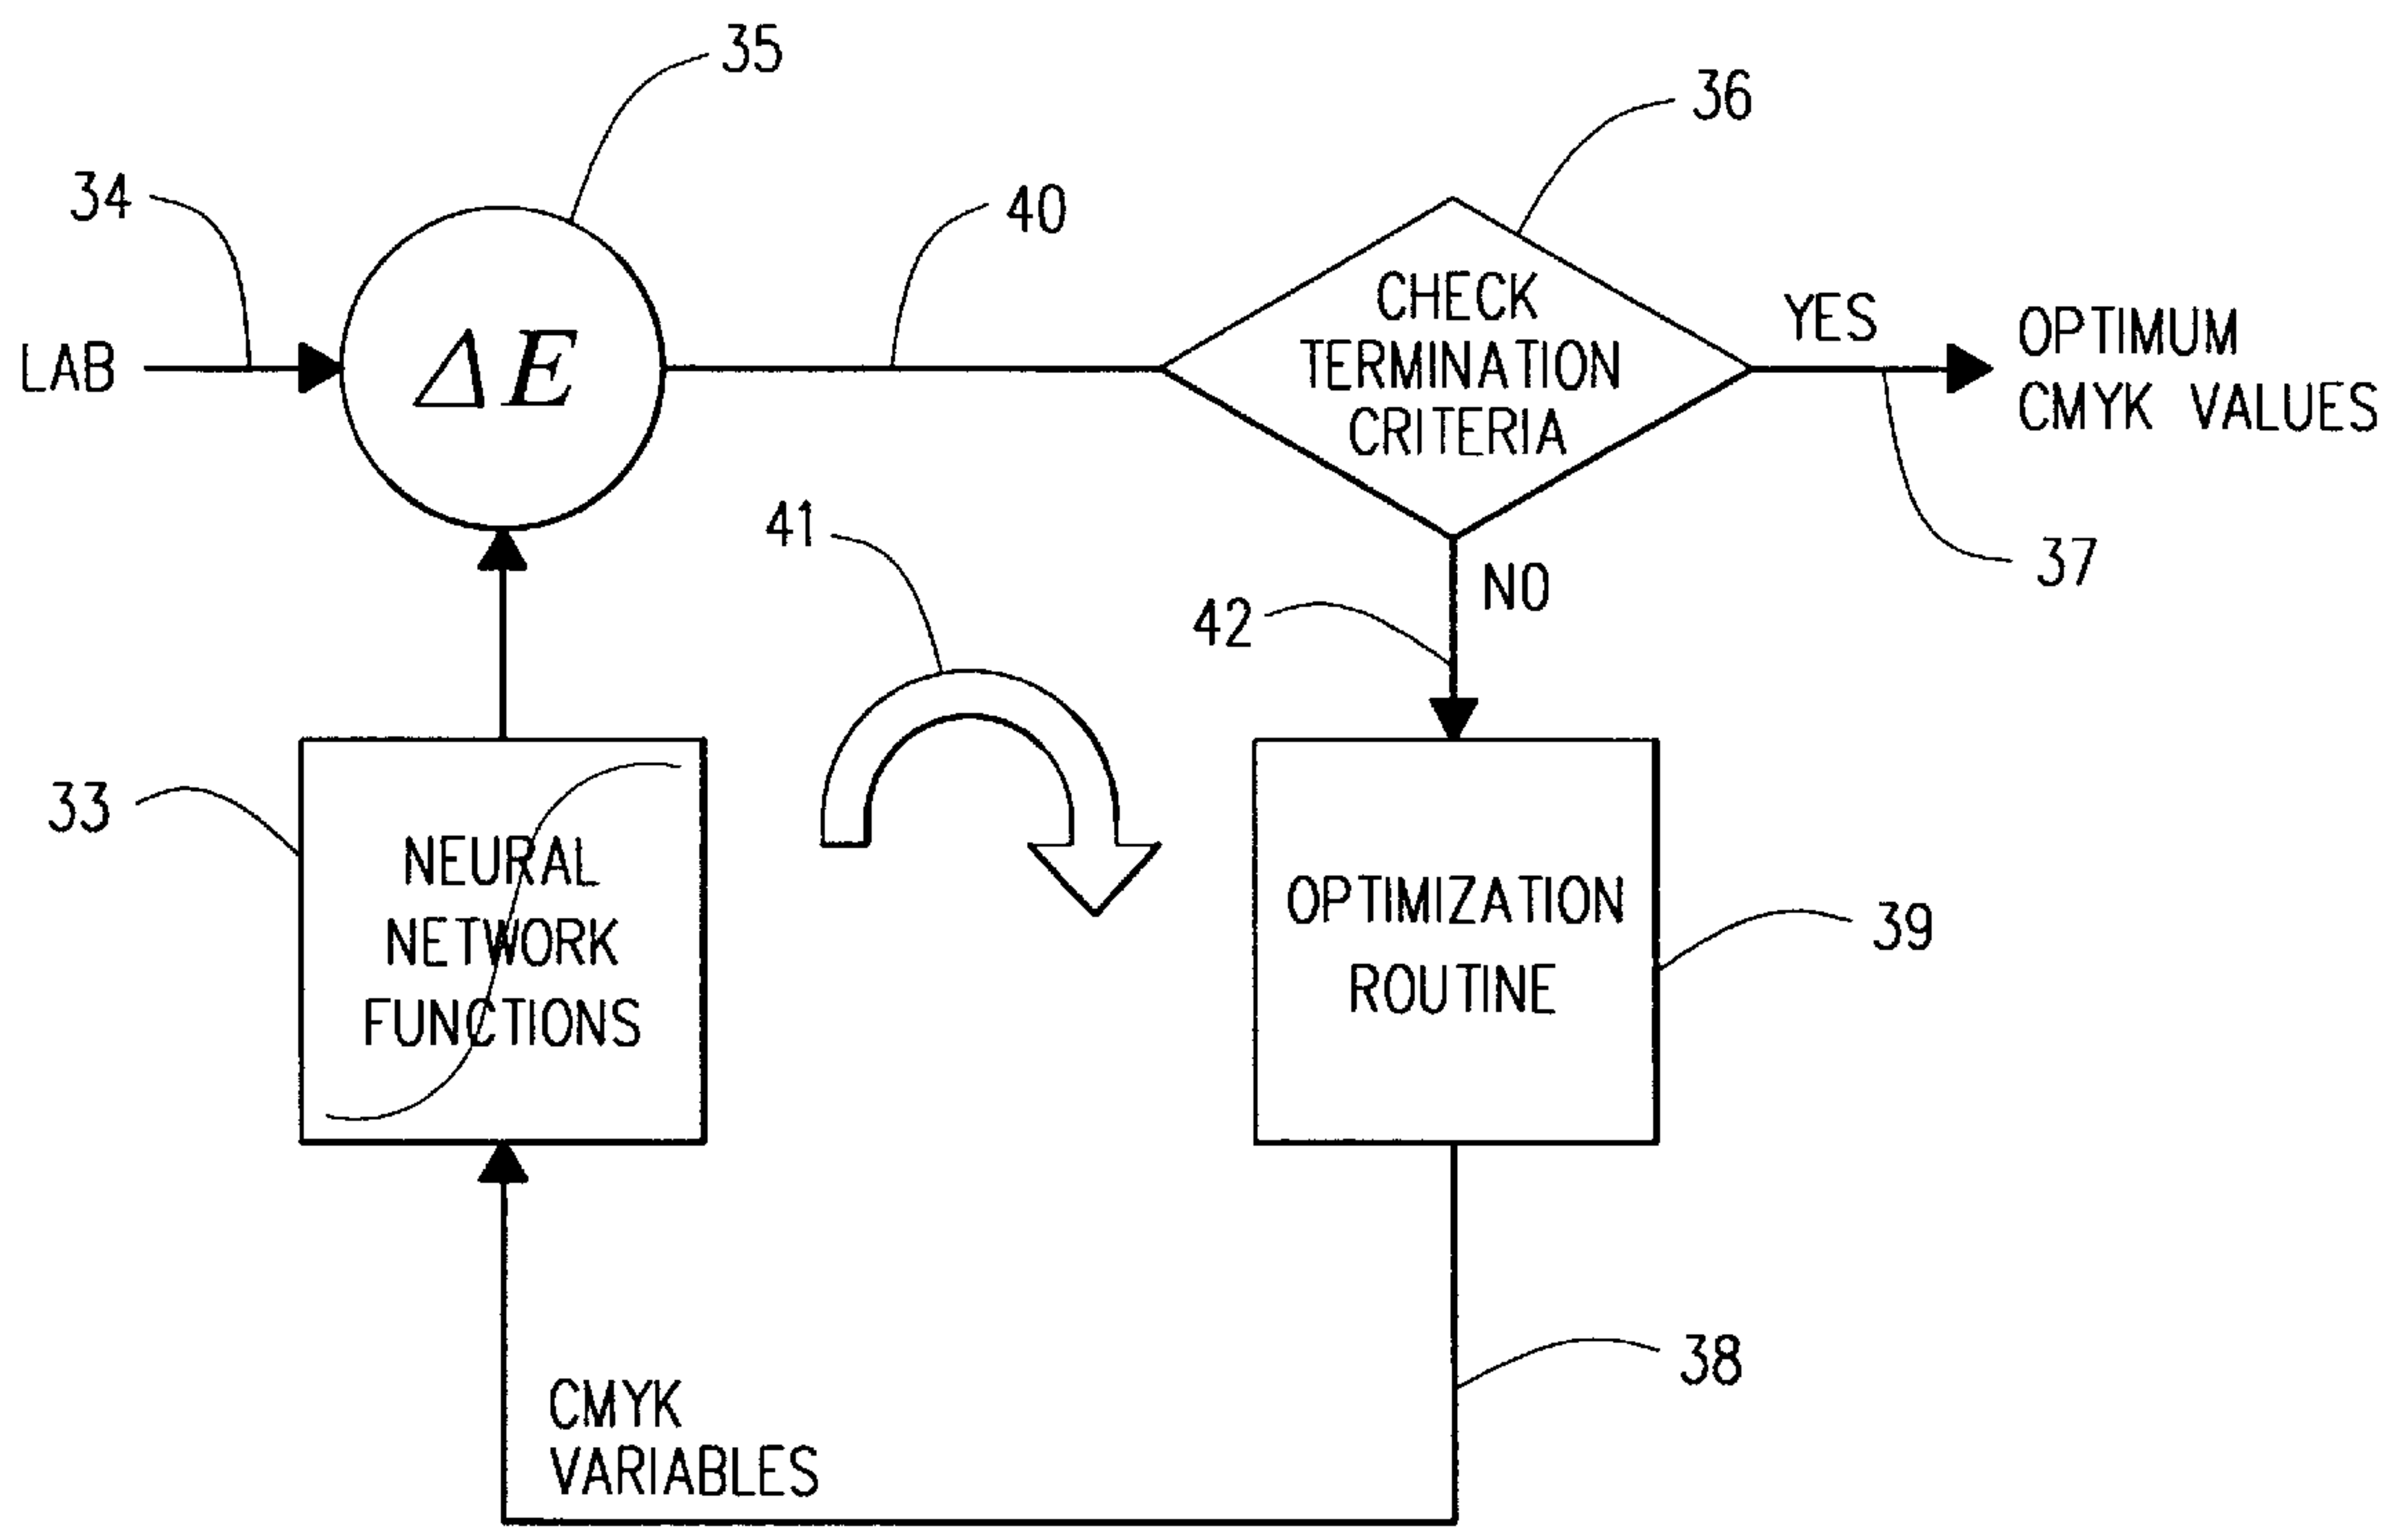 35
36
34
40
CHECK
TERMINATION
CRITERIA
YES
OPTIMUM
CMYK VALUES
LAB
ΔE
41
37
NO
42
33
NEURAL
NETWORK
FUNCTIONS
OPTIMIZATION
ROUTINE
39
38
CMYK
VARIABLES